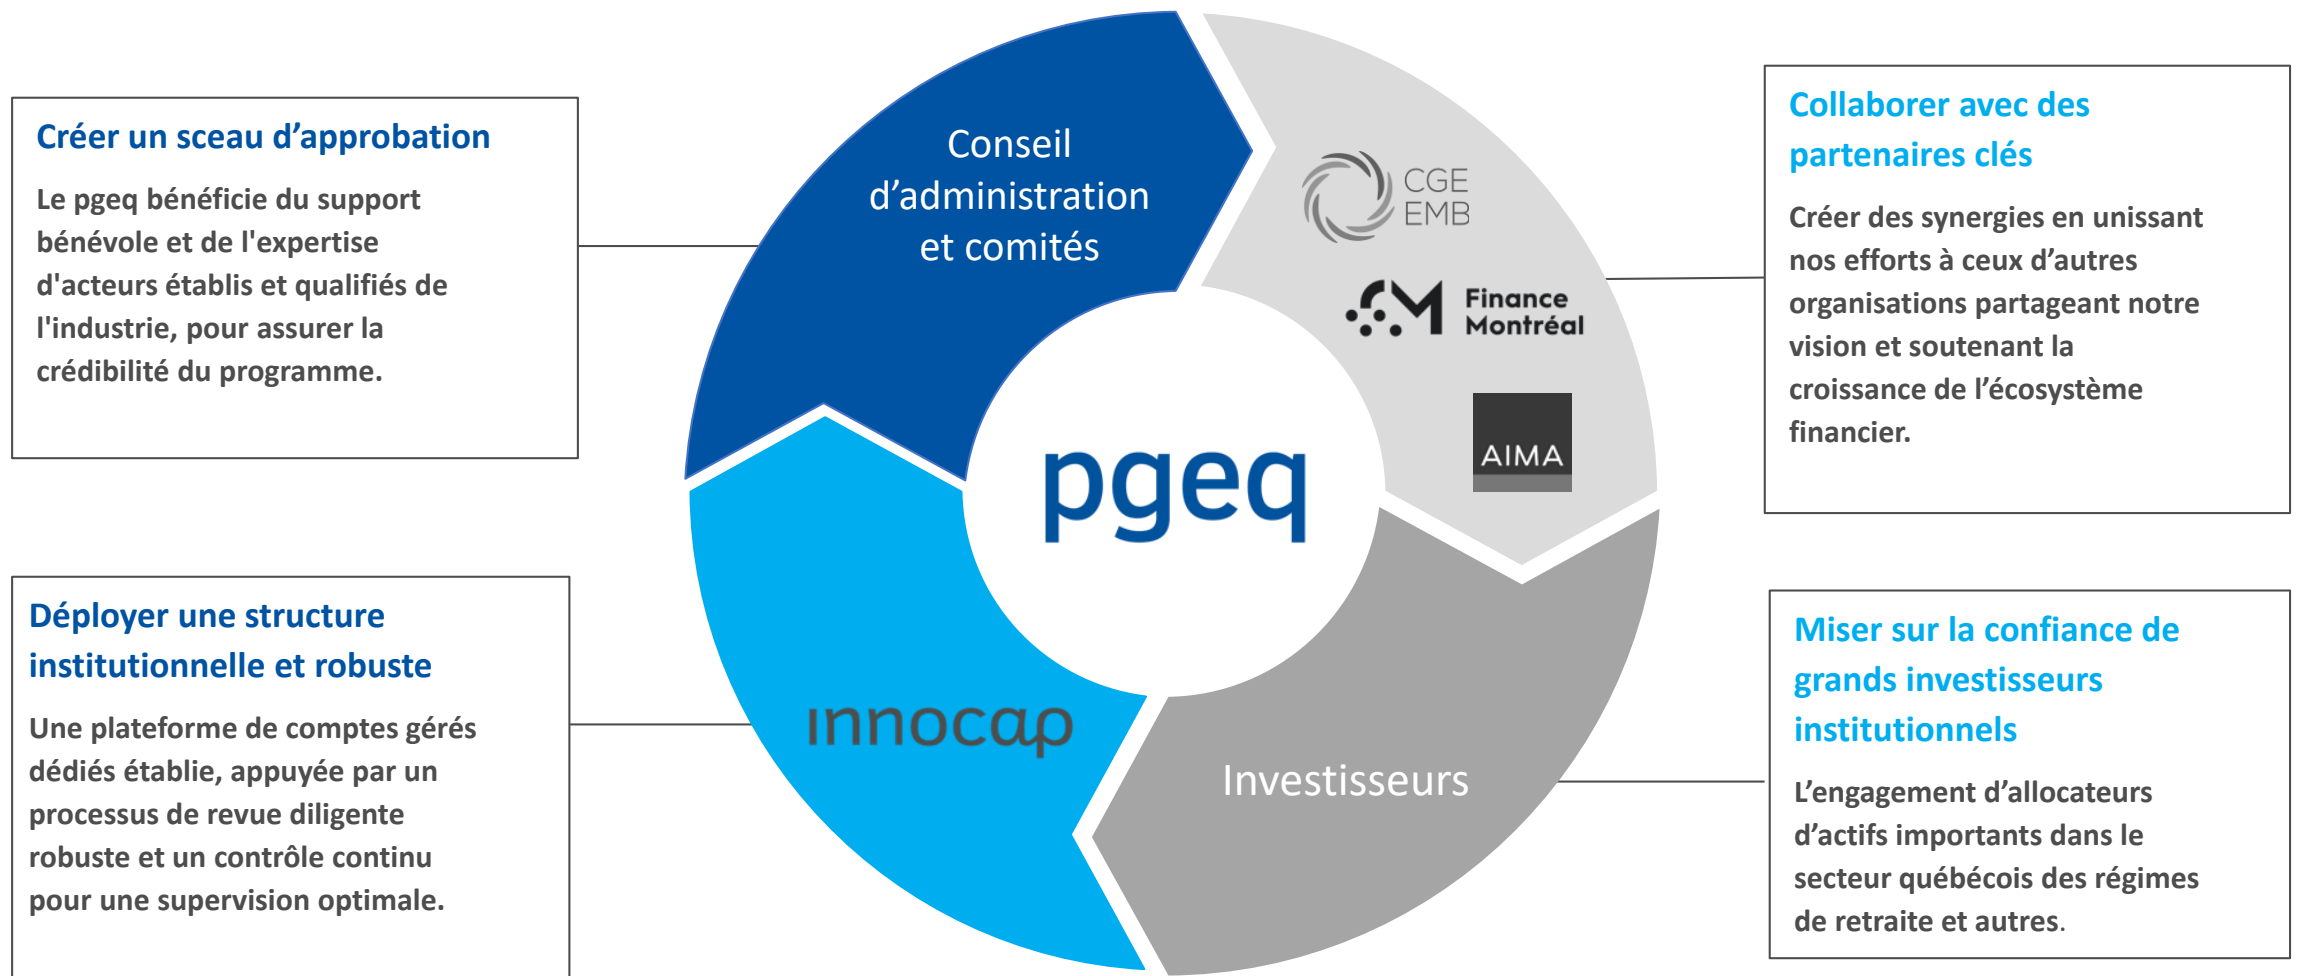 Créer un sceau d’approbation
Le pgeq bénéficie du support
bénévole et de l'expertise
d'acteurs établis et qualifiés de
l'industrie, pour assurer la
crédibilité du programme.
Déployer une structure
institutionnelle et robuste
Une plateforme de comptes gérés
dédiés établie, appuyée par un
processus de revue diligente
robuste et un contrôle continu
pour une supervision optimale.
Conseil
d’administration
et comités
CGE
EMB
Finance
Montréal
AIMA
pgeq
innocap
Investisseurs
Collaborer avec des
partenaires clés
Créer des synergies en unissant
nos efforts à ceux d’autres
organisations partageant notre
vision et soutenant la
croissance de l’écosystème
financier.
Miser sur la confiance de
grands investisseurs
institutionnels
L’engagement d’allocateurs
d’actifs importants dans le
secteur québécois des régimes
de retraite et autres.